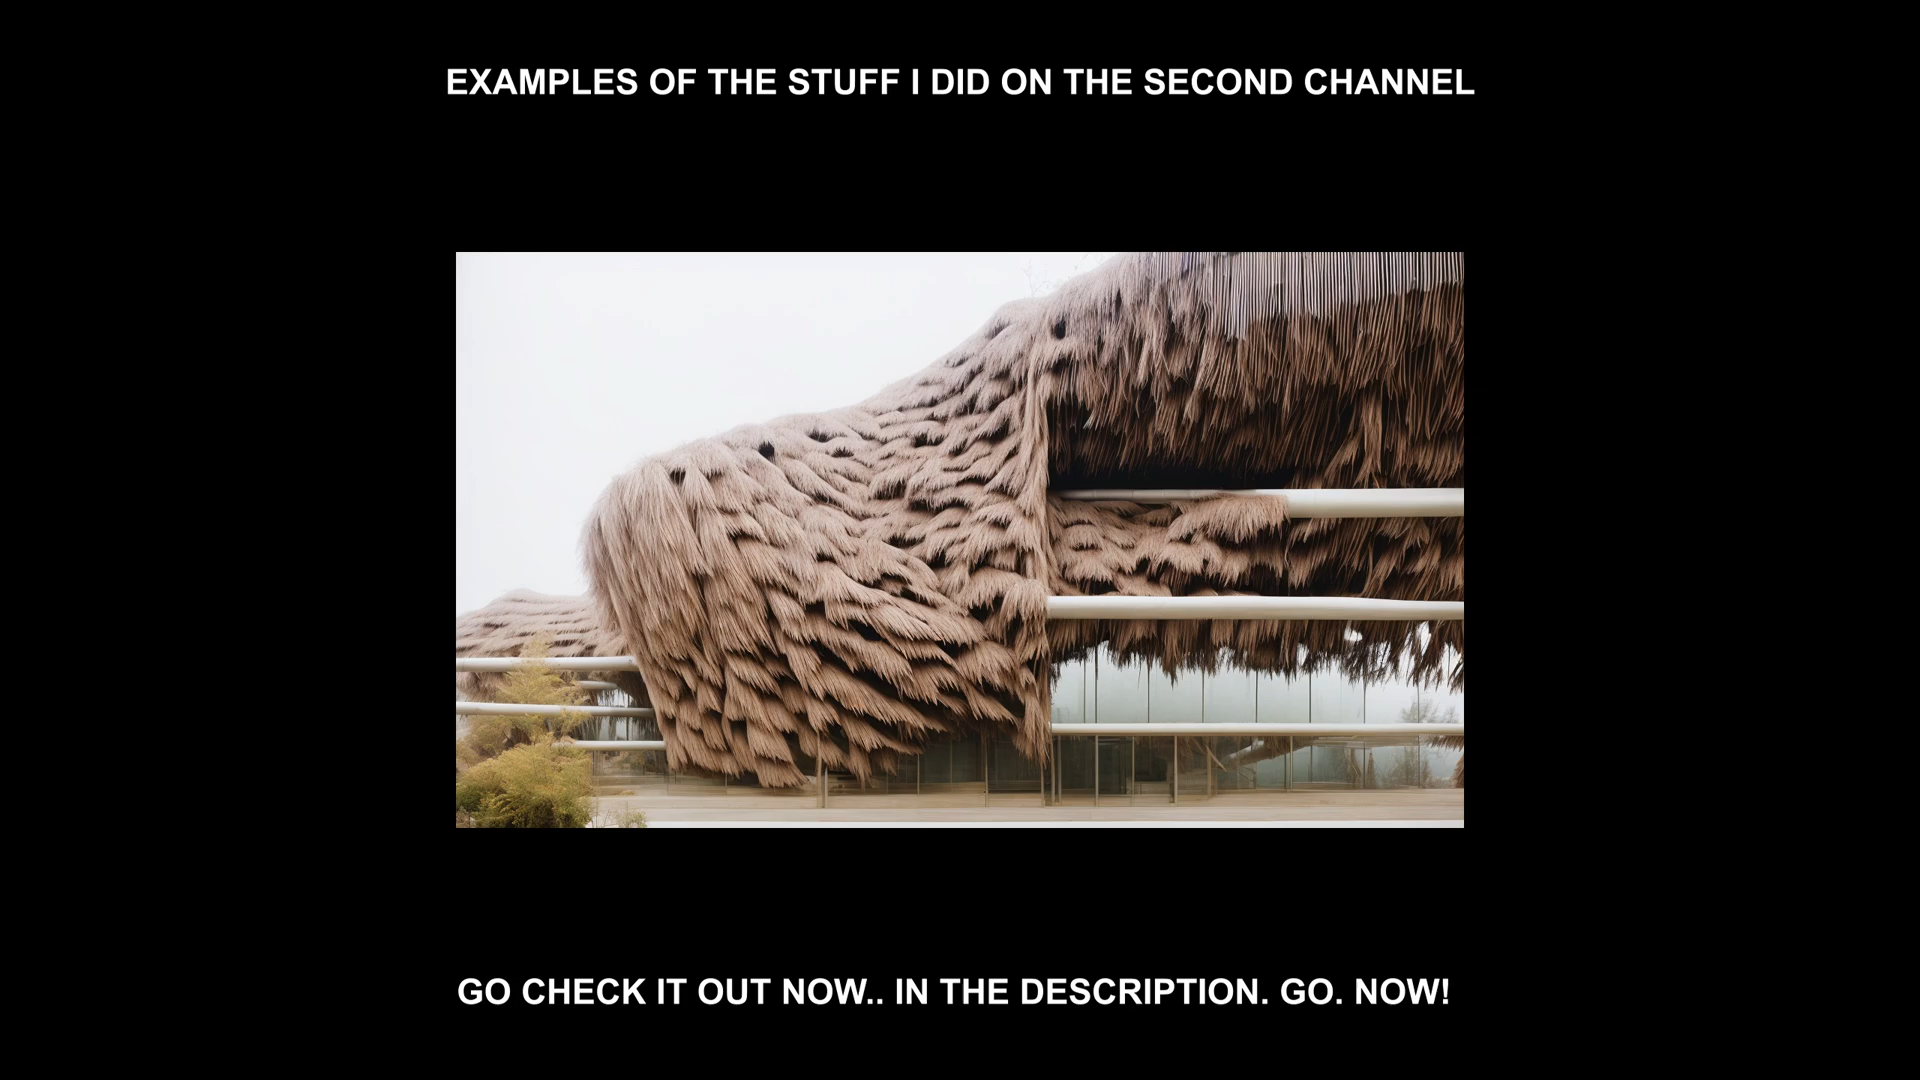 EXAMPLES OF THE STUFF I DID ON THE SECOND CHANNEL
GO CHECK IT OUT NOW.. IN THE DESCRIPTION. GO. NOW!